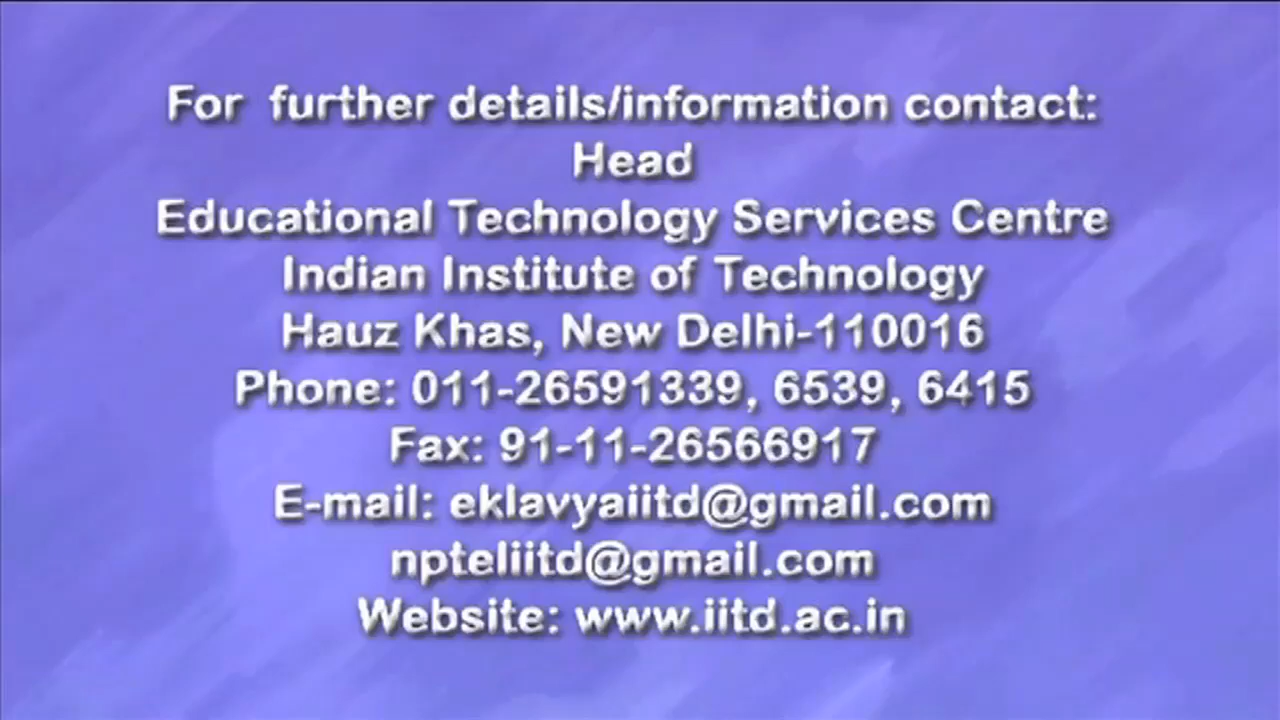 For further details/information contact:
Head
Educational Technology Services Centre
Indian Institute of Technology
Hauz Khas, New Delhi-110016
Phone: 011-26591339, 6539, 6415
Fax: 91-11-26566917
E-mail: eklavyaiitd@gmail.com
npteliitd@gmail.com
Website: www.iitd.ac.in